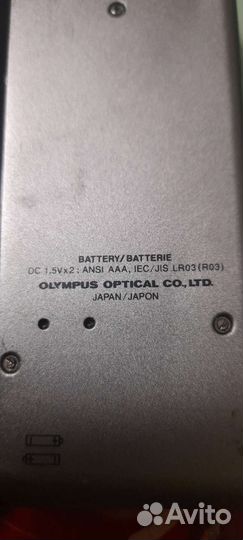 BATTERY/BATTERIE
DC 1.5V×2 : ANSI AAA, IEC/JIS LR03(R03)
OLYMPUS OPTICAL CO.,LTD.
JAPAN/JAPON
Avito